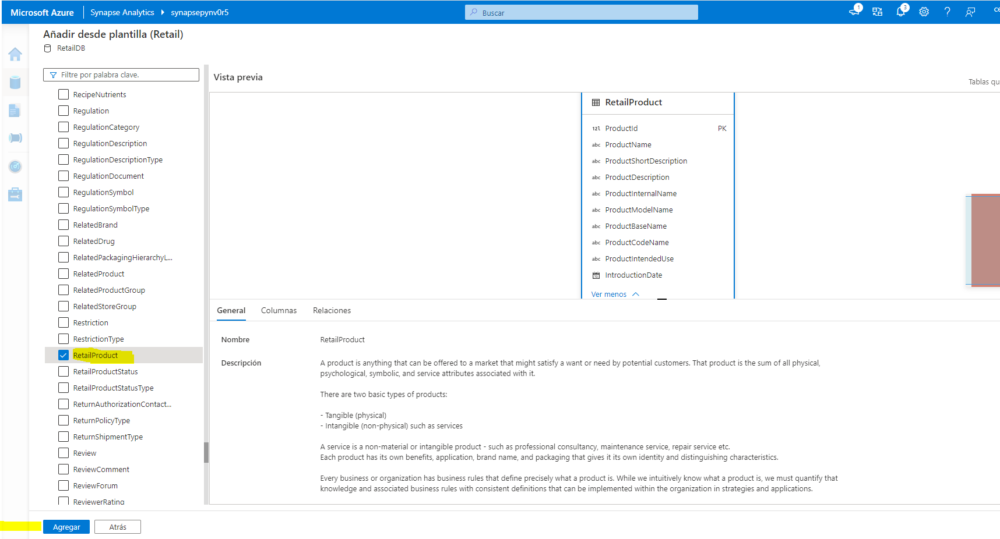 Microsoft Azure
Synapse Analytics
synapsepynv0r5
Buscar
1
3
Añadir desde plantilla (Retail)
RetailDB
Filtre por palabra clave.
RecipeNutrients
Regulation
RegulationCategory
RegulationDescription
RegulationDescriptionType
RegulationDocument
RegulationSymbol
RegulationSymbolType
RelatedBrand
RelatedDrug
RelatedPackagingHierarchyL...
RelatedProduct
RelatedProductGroup
RelatedStoreGroup
Restriction
RestrictionType
RetailProduct
RetailProductStatus
RetailProductStatusType
ReturnAuthorizationContact...
ReturnPolicyType
ReturnShipmentType
Review
ReviewComment
ReviewForum
ReviewerRating
Vista previa
Tablas qu
RetailProduct
123 ProductId PK
abc ProductName
abc ProductShortDescription
abc ProductDescription
abc ProductInternalName
abc ProductModelName
abc ProductBaseName
abc ProductCodeName
abc ProductIntendedUse
IntroductionDate
Ver menos
General Columnas Relaciones
Nombre RetailProduct
Descripción A product is anything that can be offered to a market that might satisfy a want or need by potential customers. That product is the sum of all physical,
psychological, symbolic, and service attributes associated with it.
There are two basic types of products:
- Tangible (physical)
- Intangible (non-physical) such as services
A service is a non-material or intangible product - such as professional consultancy, maintenance service, repair service etc.
Each product has its own benefits, application, brand name, and packaging that gives it its own identity and distinguishing characteristics.
Every business or organization has business rules that define precisely what a product is. While we intuitively know what a product is, we must quantify that
knowledge and associated business rules with consistent definitions that can be implemented within the organization in strategies and applications.
Agregar
Atrás